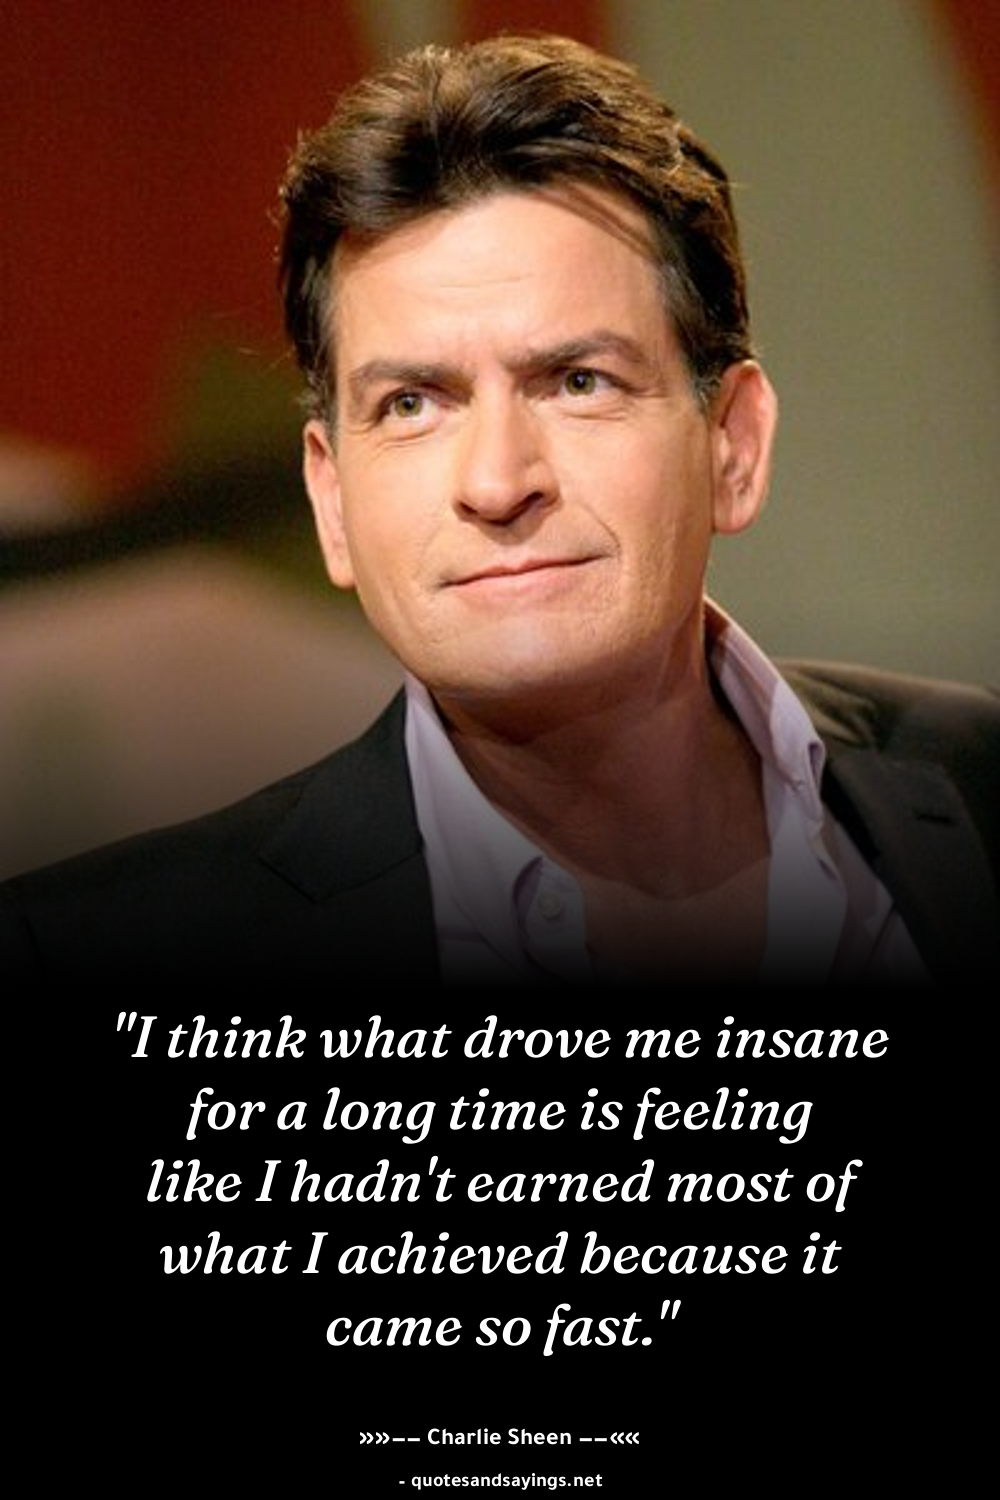 "I think what drove me insane
for a long time is feeling
like I hadn't earned most of
what I achieved because it
came so fast."
»»−− Charlie Sheen −−««
- quotesandsayings.net